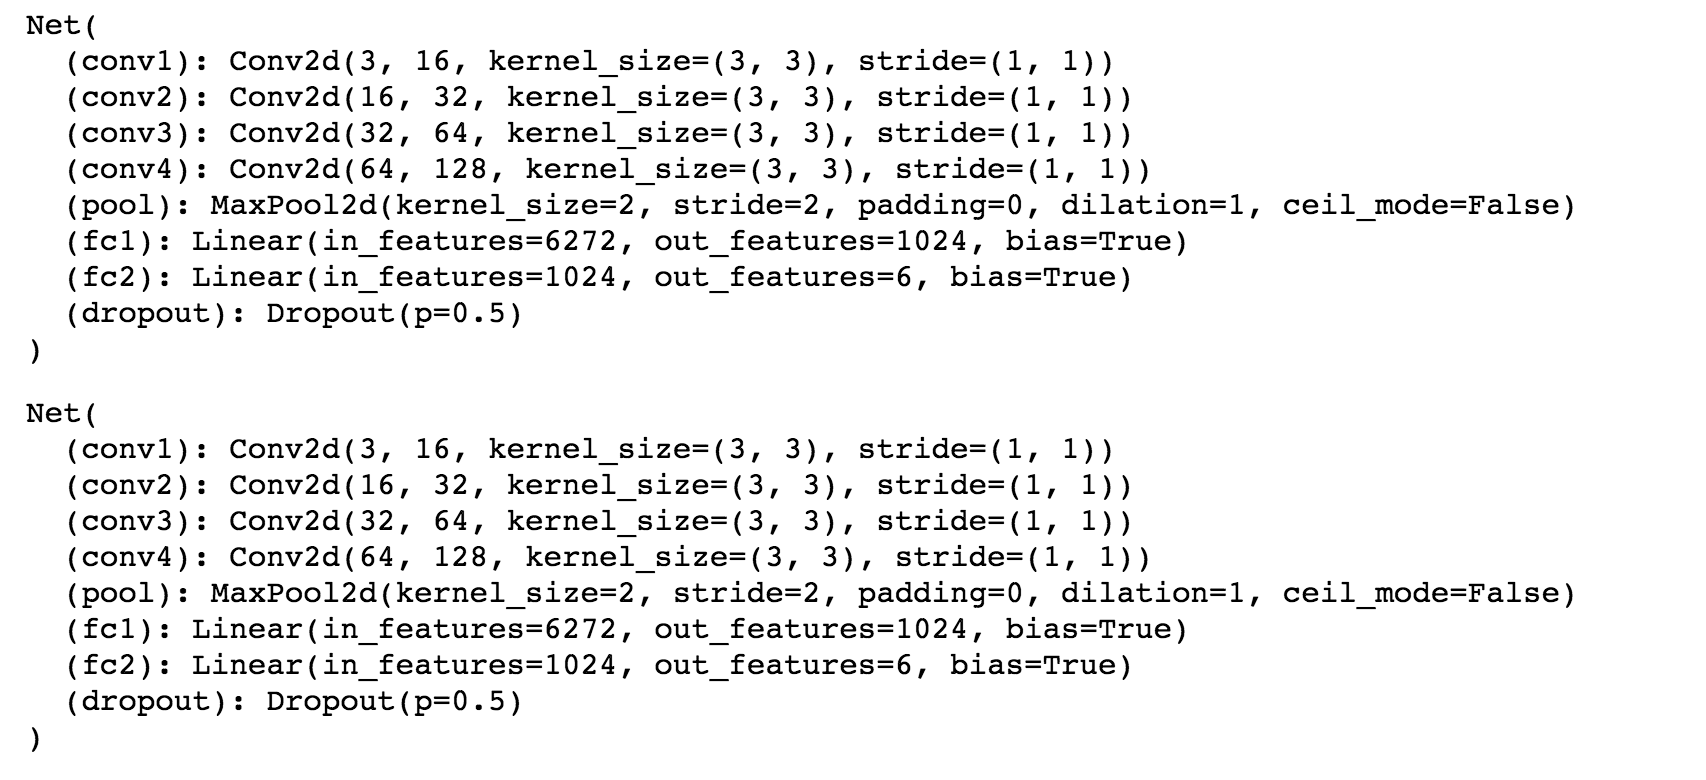 Net(
  (conv1): Conv2d(3, 16, kernel_size=(3, 3), stride=(1, 1))
  (conv2): Conv2d(16, 32, kernel_size=(3, 3), stride=(1, 1))
  (conv3): Conv2d(32, 64, kernel_size=(3, 3), stride=(1, 1))
  (conv4): Conv2d(64, 128, kernel_size=(3, 3), stride=(1, 1))
  (pool): MaxPool2d(kernel_size=2, stride=2, padding=0, dilation=1, ceil_mode=False)
  (fc1): Linear(in_features=6272, out_features=1024, bias=True)
  (fc2): Linear(in_features=1024, out_features=6, bias=True)
  (dropout): Dropout(p=0.5)
)
Net(
  (conv1): Conv2d(3, 16, kernel_size=(3, 3), stride=(1, 1))
  (conv2): Conv2d(16, 32, kernel_size=(3, 3), stride=(1, 1))
  (conv3): Conv2d(32, 64, kernel_size=(3, 3), stride=(1, 1))
  (conv4): Conv2d(64, 128, kernel_size=(3, 3), stride=(1, 1))
  (pool): MaxPool2d(kernel_size=2, stride=2, padding=0, dilation=1, ceil_mode=False)
  (fc1): Linear(in_features=6272, out_features=1024, bias=True)
  (fc2): Linear(in_features=1024, out_features=6, bias=True)
  (dropout): Dropout(p=0.5)
)